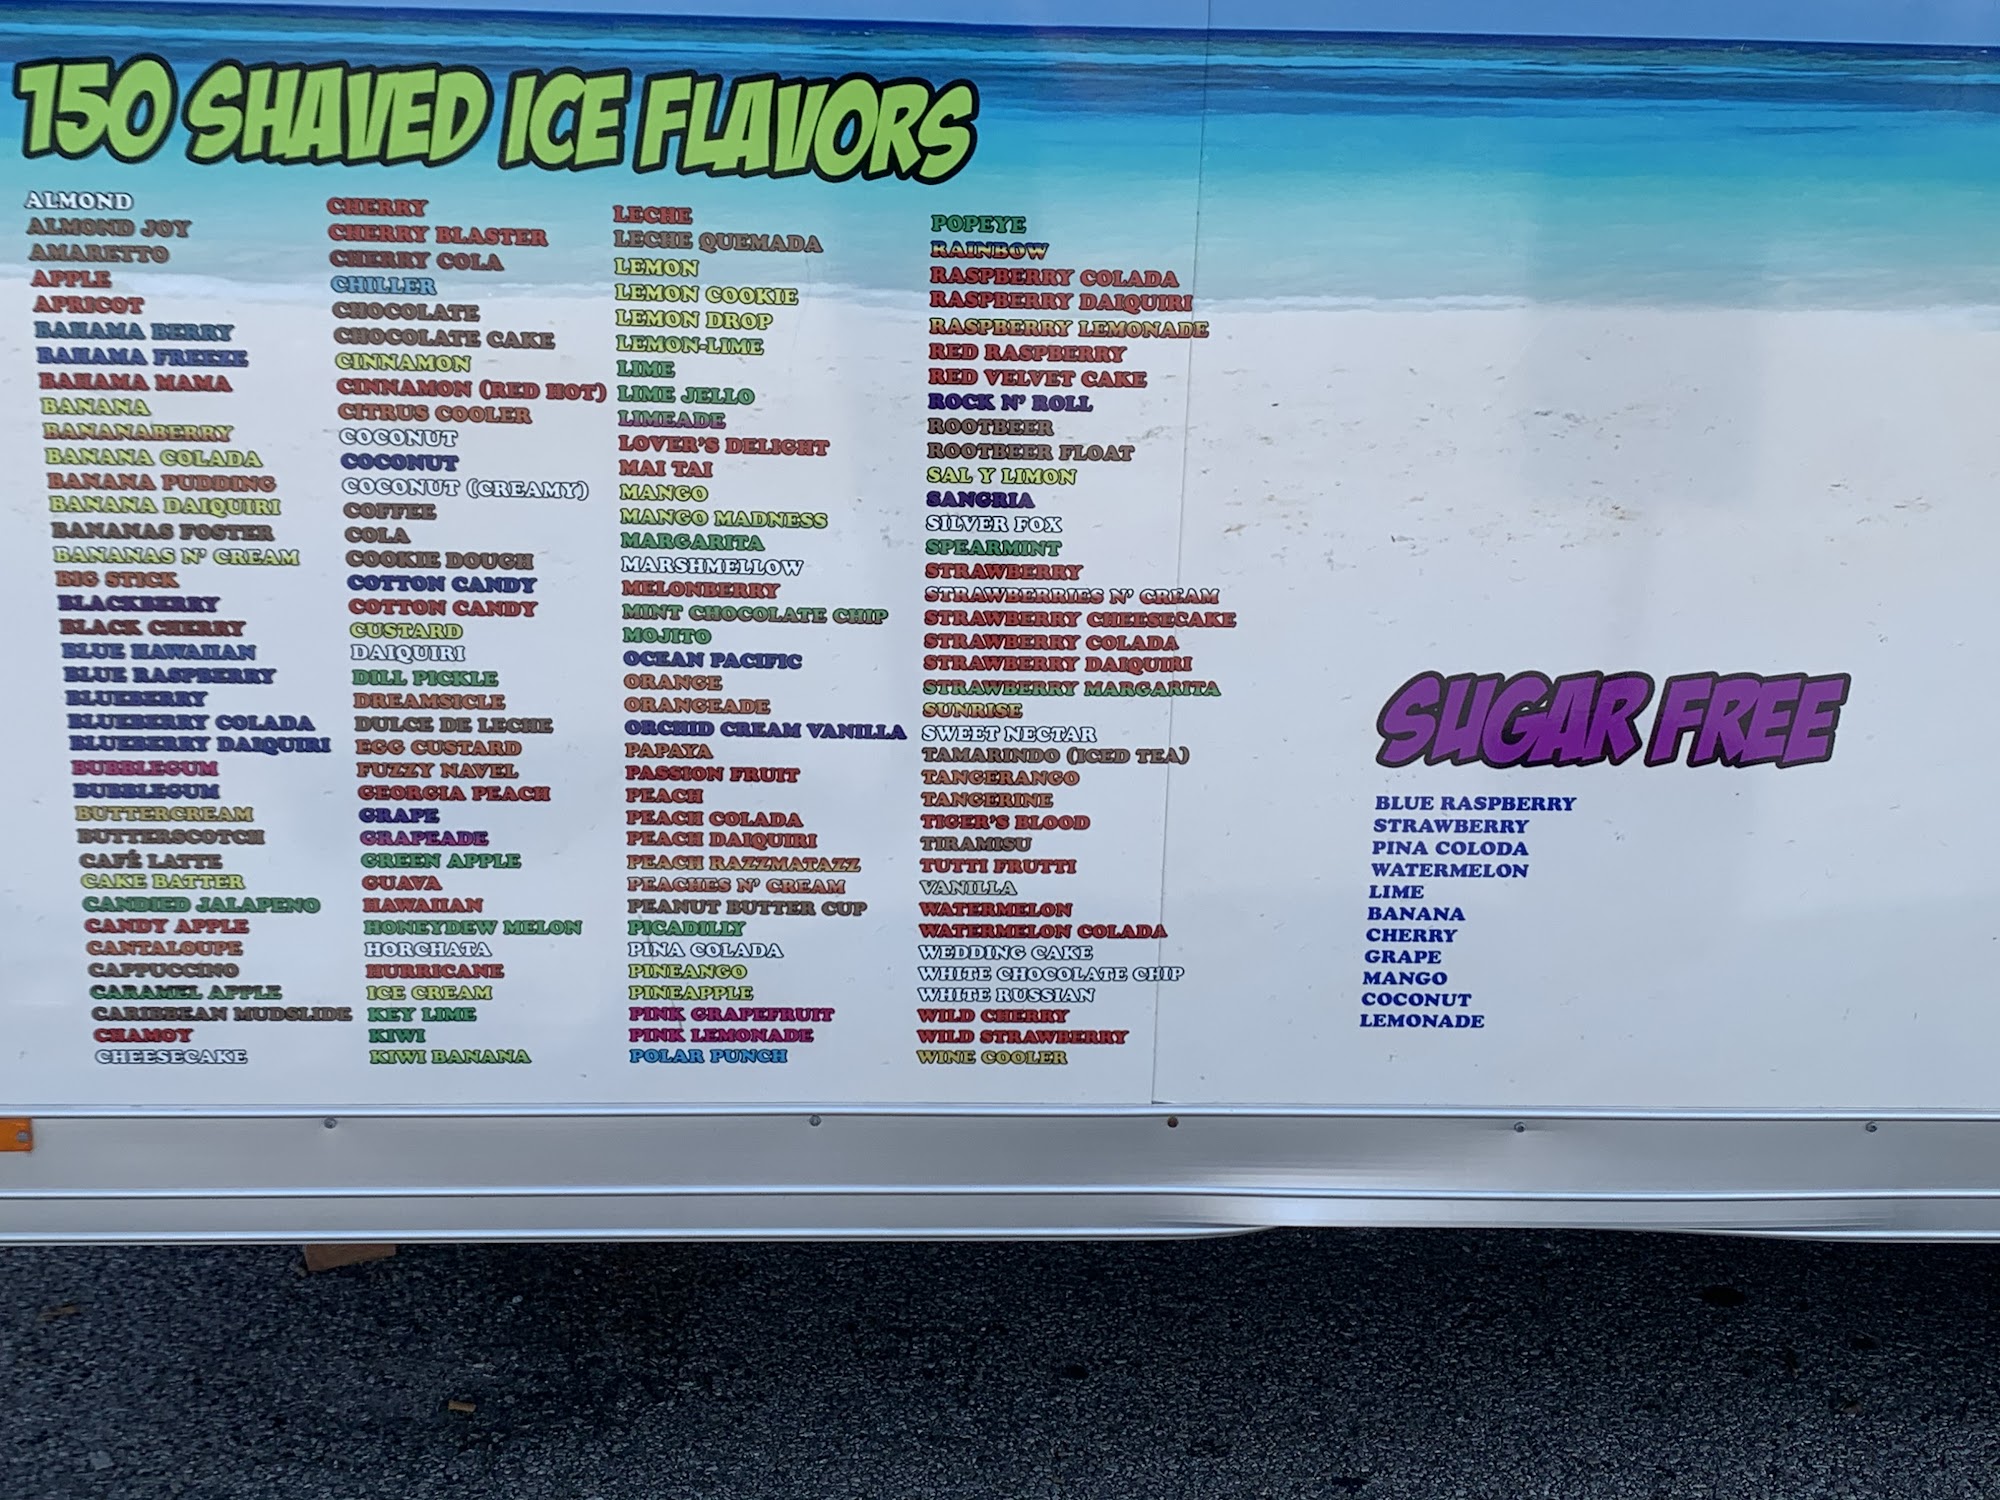 150 SHAVED ICE FLAVORS
ALMOND
ALMOND JOY
AMARETTO
APPLE
APRICOT
BAHAMA BERRY
BAHAMA FREEZE
BAHAMA MAMA
BANANA
BANANABERRY
BANANA COLADA
BANANA PUDDING
BANANA DAIQUIRI
BANANAS FOSTER
BANANAS N' CREAM
BIG STICK
BLACKBERRY
BLACK CHERRY
BLUE HAWAIIAN
BLUE RASPBERRY
BLUEBERRY
BLUEBERRY COLADA
BLUEBERRY DAIQUIRI
BUBBLEGUM
BUBBLEGUM
BUTTERCREAM
BUTTERSCOTCH
CAFÉ LATTE
CAKE BATTER
CANDIED JALAPENO
CANDY APPLE
CANTALOUPE
CAPPUCCINO
CARAMEL APPLE
CARIBBEAN MUDSLIDE
CHAMOY
CHEESECAKE
CHERRY
CHERRY BLASTER
CHERRY COLA
CHILLER
CHOCOLATE
CHOCOLATE CAKE
CINNAMON
CINNAMON (RED HOT)
CITRUS COOLER
COCONUT
COCONUT
COCONUT (CREAMY)
COFFEE
COLA
COOKIE DOUGH
COTTON CANDY
COTTON CANDY
CUSTARD
DAIQUIRI
DILL PICKLE
DREAMSICLE
DULCE DE LECHE
EGG CUSTARD
FUZZY NAVEL
GEORGIA PEACH
GRAPE
GRAPEADE
GREEN APPLE
GUAVA
HAWAIIAN
HONEYDEW MELON
HORCHATA
HURRICANE
ICE CREAM
KEY LIME
KIWI
KIWI BANANA
LECHE
LECHE QUEMADA
LEMON
LEMON COOKIE
LEMON DROP
LEMON-LIME
LIME
LIME JELLO
LIMEADE
LOVER'S DELIGHT
MAI TAI
MANGO
MANGO MADNESS
MARGARITA
MARSHMELLOW
MELONBERRY
MINT CHOCOLATE CHIP
MOJITO
OCEAN PACIFIC
ORANGE
ORANGEADE
ORCHID CREAM VANILLA
PAPAYA
PASSION FRUIT
PEACH
PEACH COLADA
PEACH DAIQUIRI
PEACH RAZZMATAZZ
PEACHES N' CREAM
PEANUT BUTTER CUP
PICADILLY
PINA COLADA
PINEANGO
PINEAPPLE
PINK GRAPEFRUIT
PINK LEMONADE
POLAR PUNCH
POPEYE
RAINBOW
RASPBERRY COLADA
RASPBERRY DAIQUIRI
RASPBERRY LEMONADE
RED RASPBERRY
RED VELVET CAKE
ROCK N' ROLL
ROOTBEER
ROOTBEER FLOAT
SAL Y LIMON
SANGRIA
SILVER FOX
SPEARMINT
STRAWBERRY
STRAWBERRIES N' CREAM
STRAWBERRY CHEESECAKE
STRAWBERRY COLADA
STRAWBERRY DAIQUIRI
STRAWBERRY MARGARITA
SUNRISE
SWEET NECTAR
TAMARINDO (ICED TEA)
TANGERANGO
TANGERINE
TIGER'S BLOOD
TIRAMISU
TUTTI FRUTTI
VANILLA
WATERMELON
WATERMELON COLADA
WEDDING CAKE
WHITE CHOCOLATE CHIP
WHITE RUSSIAN
WILD CHERRY
WILD STRAWBERRY
WINE COOLER
SUGAR FREE
BLUE RASPBERRY
STRAWBERRY
PINA COLODA
WATERMELON
LIME
BANANA
CHERRY
GRAPE
MANGO
COCONUT
LEMONADE